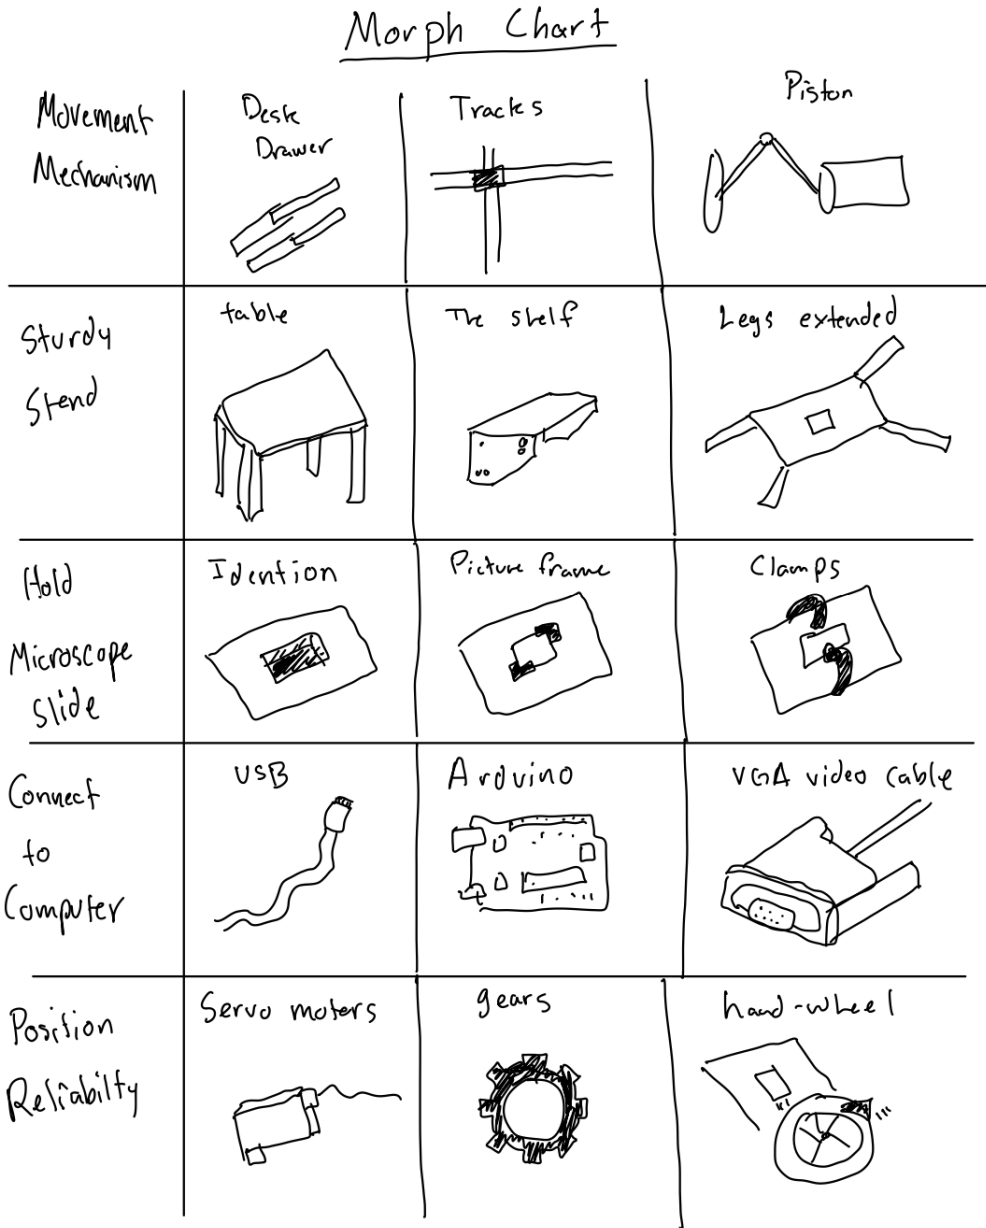 Morph Chart
Movement
Mechanism
Desk
Drawer
Tracks
Piston
Sturdy
Stend
table
The shelf
Legs extended
Hold
Microscope
Slide
Idention
Picture frame
Clamps
Connect
to
Computer
USB
Arduino
VGA video cable
Position
Reliabilty
Servo motors
gears
hand-wheel